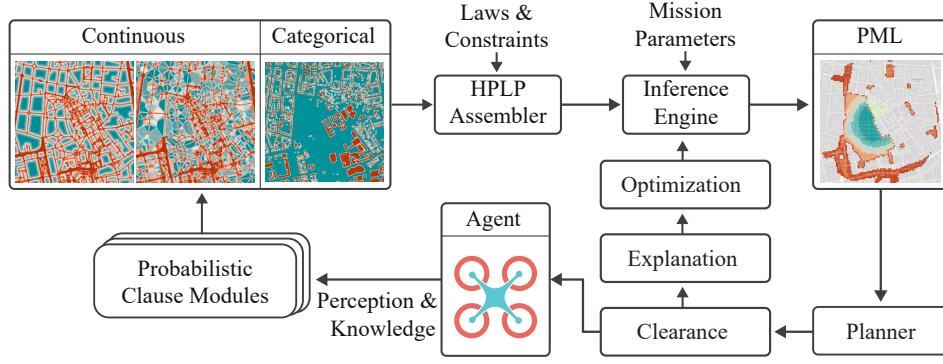 Continuous
Categorical
Laws &
Constraints
Mission
Parameters
PML
HPLP
Assembler
Inference
Engine
Optimization
Agent
Explanation
Probabilistic
Clause Modules
Perception &
Knowledge
Clearance
Planner